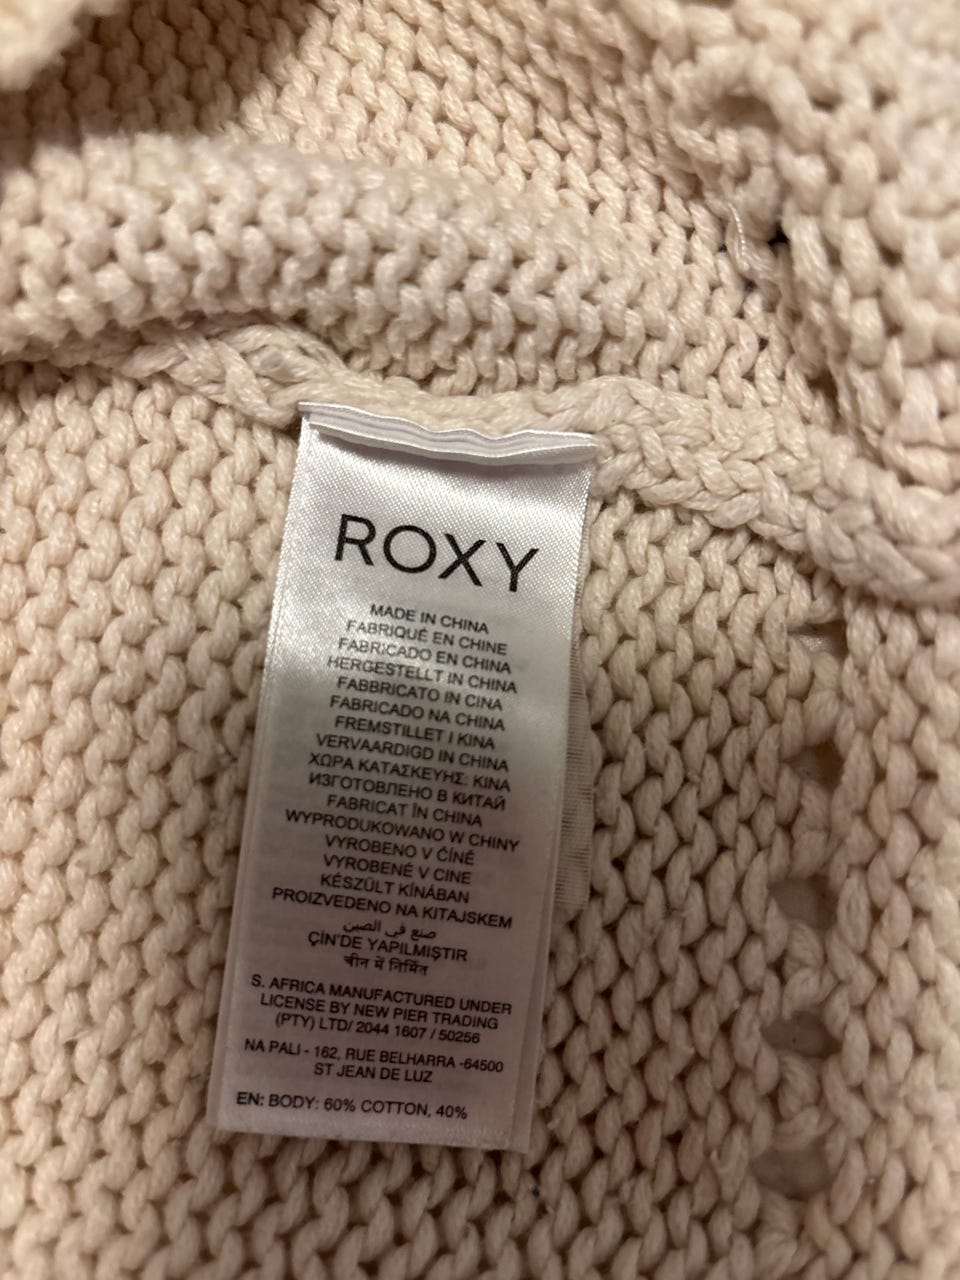 ROXY
MADE IN CHINA
FABRIQUÉ EN CHINE
FABRICADO EN CHINA
HERGESTELLT IN CHINA
FABBRICATO IN CINA
FABRICADO NA CHINA
FREMSTILLET I KINA
VERVAARDIGD IN CHINA
ΧΩΡΑ ΚΑΤΑΣΚΕΥΗΣ: ΚΙΝΑ
ИЗГОТОВЛЕНО В КИТАЙ
FABRICAT ÎN CHINA
WYPRODUKOWANO W CHINY
VYROBENO V ČÍNĚ
VYROBENÉ V CINE
KÉSZÜLT KÍNÁBAN
PROIZVEDENO NA KITAJSKEM
صنع في الصين
ÇİN'DE YAPILMIŞTIR
चीन में निर्मित
S. AFRICA MANUFACTURED UNDER
LICENSE BY NEW PIER TRADING
(PTY) LTD/ 2044 1607 / 50256
NA PALI - 162, RUE BELHARRA -64500
ST JEAN DE LUZ
EN: BODY: 60% COTTON, 40%